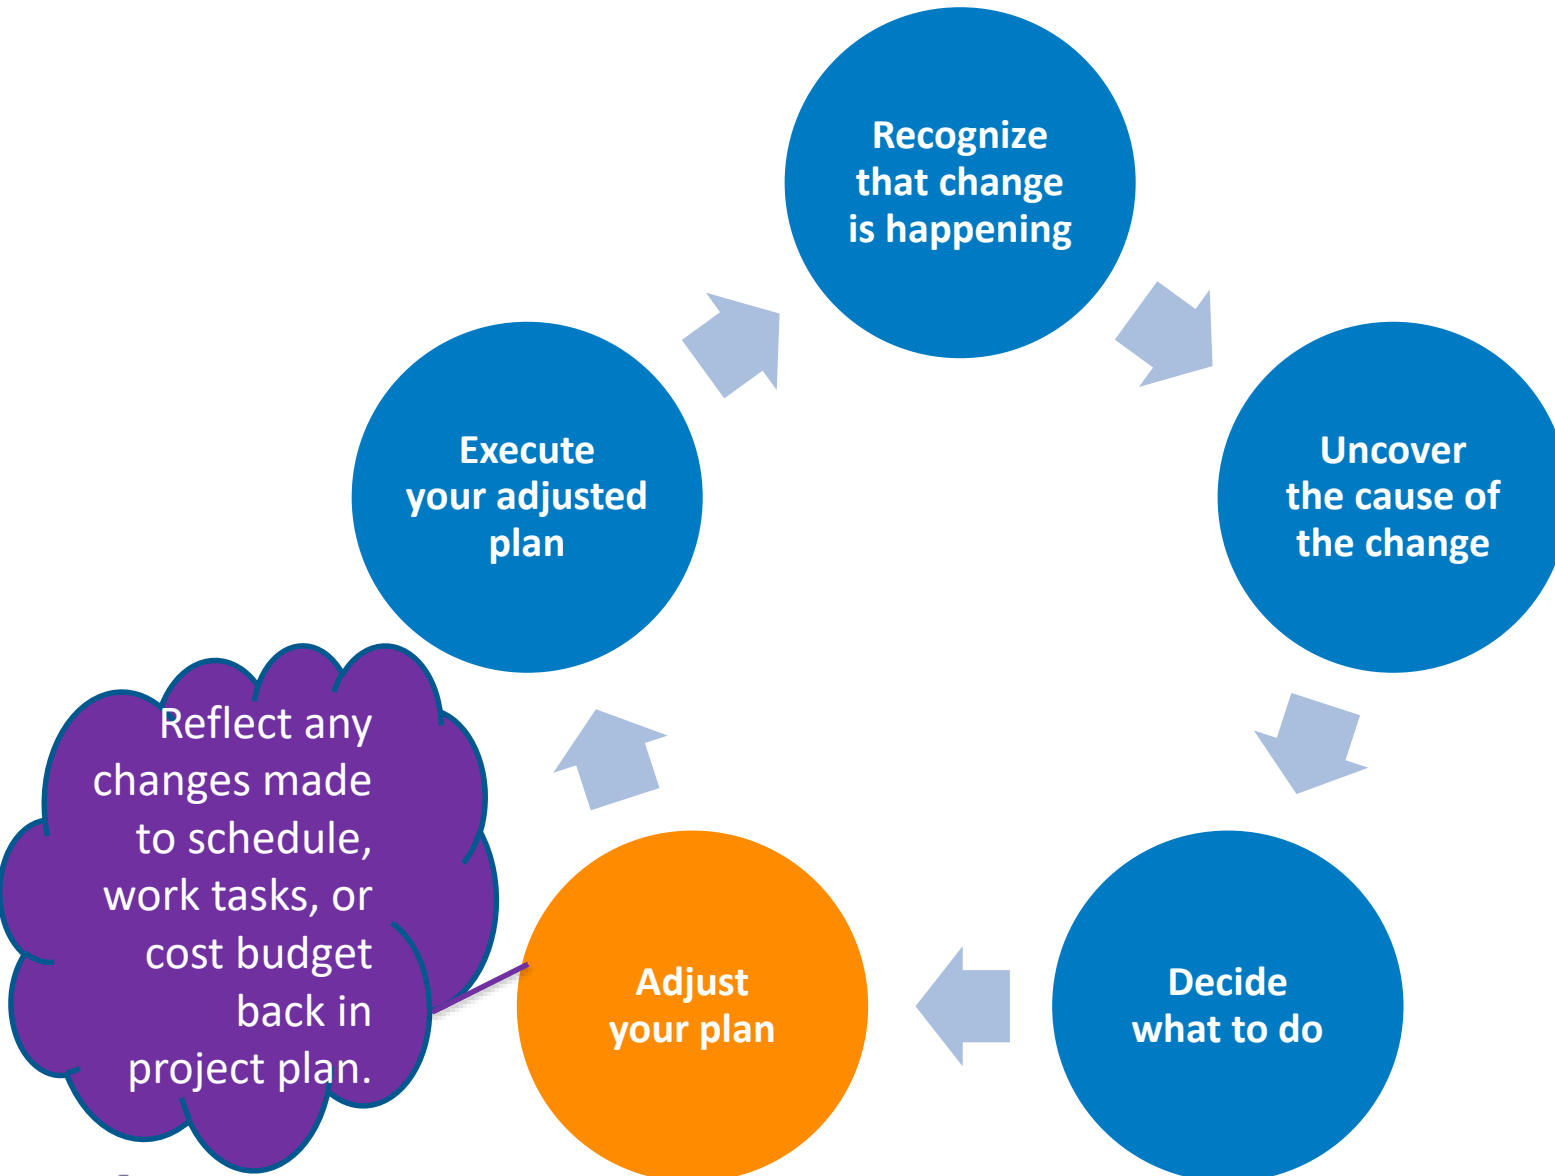 Recognize
that change
is happening
Uncover
the cause of
the change
Decide
what to do
Adjust
your plan
Execute
your adjusted
plan
Reflect any
changes made
to schedule,
work tasks, or
cost budget
back in
project plan.